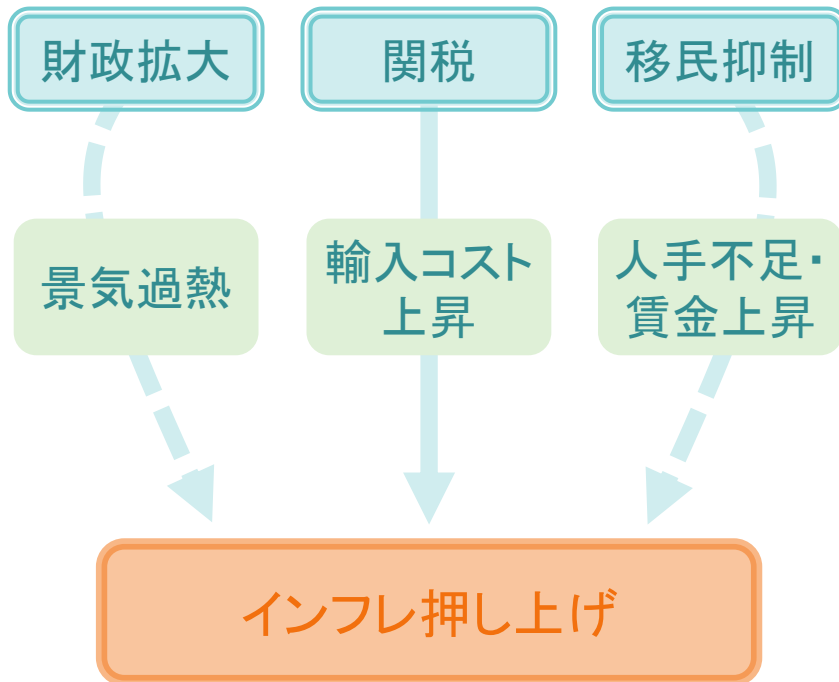 財政拡大
関税
移民抑制
景気過熱
輸入コスト
上昇
人手不足・
賃金上昇
インフレ押し上げ